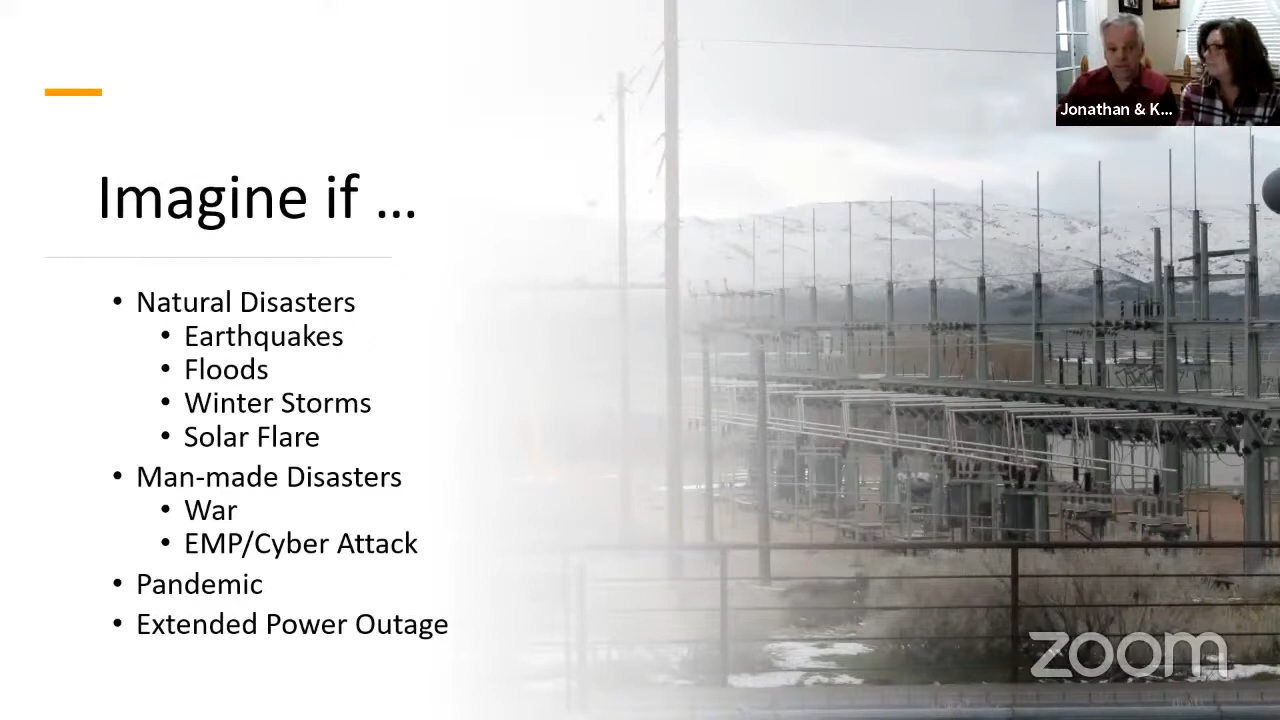 Imagine if ...
• Natural Disasters
• Earthquakes
• Floods
• Winter Storms
• Solar Flare
• Man-made Disasters
• War
• EMP/Cyber Attack
• Pandemic
• Extended Power Outage
Jonathan & K...
zoom